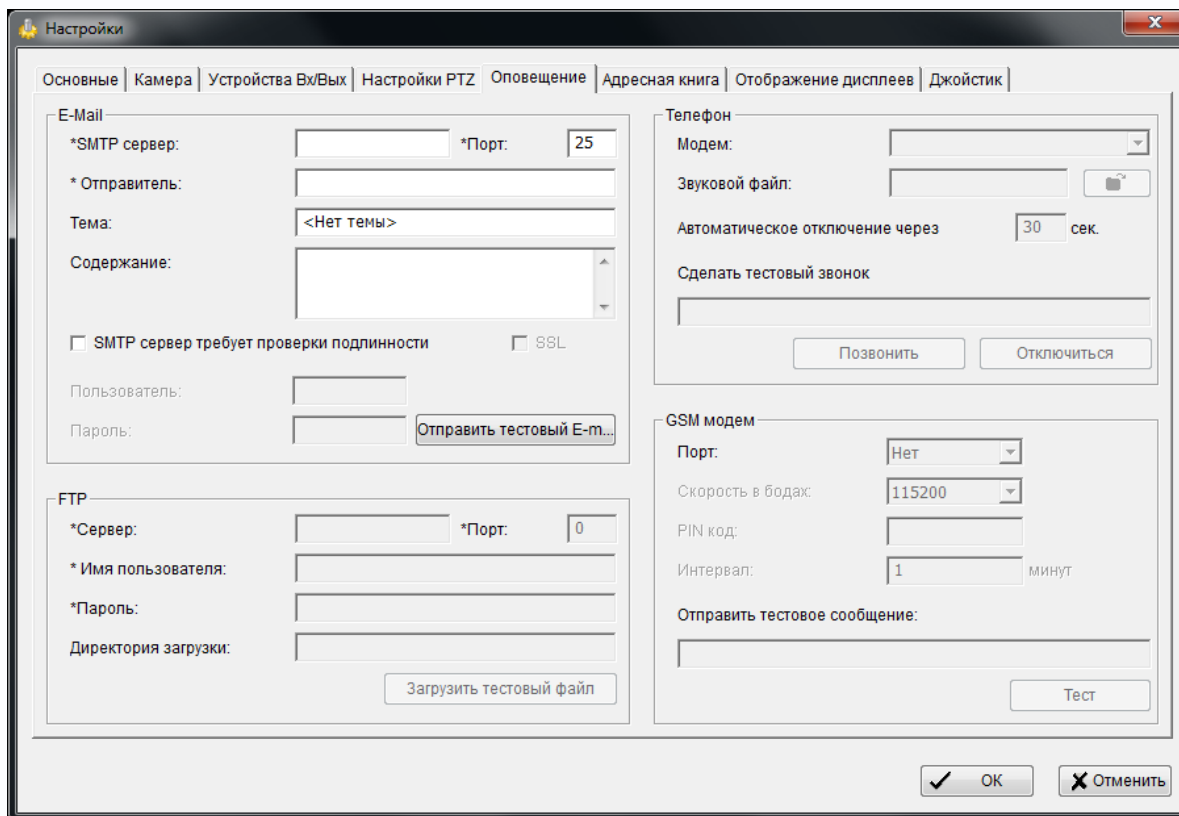 Настройки
Основные Камера Устройства Вх/Вых Настройки PTZ Оповещение Адресная книга Отображение дисплеев Джойстик
E-Mail
*SMTP сервер: *Порт: 25
* Отправитель:
Тема: <Нет темы>
Содержание:
SMTP сервер требует проверки подлинности SSL
Пользователь:
Пароль: Отправить тестовый E-m...
FTP
*Сервер: *Порт: 0
* Имя пользователя:
*Пароль:
Директория загрузки:
Загрузить тестовый файл
Телефон
Модем:
Звуковой файл:
Автоматическое отключение через 30 сек.
Сделать тестовый звонок
Позвонить Отключиться
GSM модем
Порт: Нет
Скорость в бодах: 115200
PIN код:
Интервал: 1 минут
Отправить тестовое сообщение:
Тест
OK Отменить